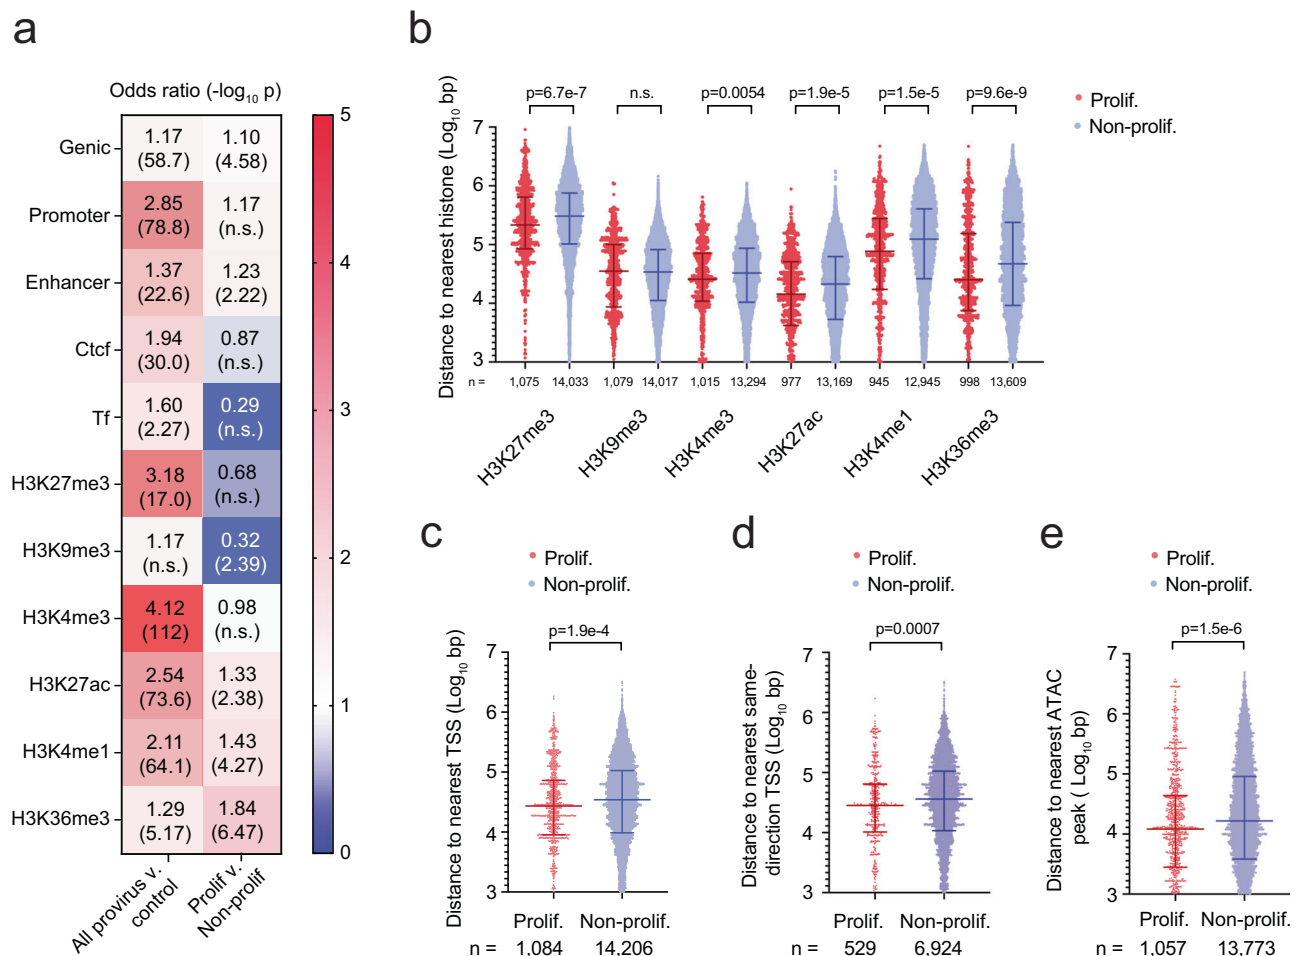 a
Odds ratio (-log10 p)
Genic
1.17
(58.7)
1.10
(4.58)
Promoter
2.85
(78.8)
1.17
(n.s.)
Enhancer
1.37
(22.6)
1.23
(2.22)
Ctcf
1.94
(30.0)
0.87
(n.s.)
Tf
1.60
(2.27)
0.29
(n.s.)
H3K27me3
3.18
(17.0)
0.68
(n.s.)
H3K9me3
1.17
(n.s.)
0.32
(2.39)
H3K4me3
4.12
(112)
0.98
(n.s.)
H3K27ac
2.54
(73.6)
1.33
(2.38)
H3K4me1
2.11
(64.1)
1.43
(4.27)
H3K36me3
1.29
(5.17)
1.84
(6.47)
All provirus v.
control
Prolif v.
Non-prolif
5
4
3
2
1
0
b
Distance to nearest histone (Log10 bp)
7
6
5
4
3
p=6.7e-7
n.s.
p=0.0054
p=1.9e-5
p=1.5e-5
p=9.6e-9
Prolif.
Non-prolif.
n = 1,075 14,033 1,079 14,017 1,015 13,294 977 13,169 945 12,945 998 13,609
H3K27me3
H3K9me3
H3K4me3
H3K27ac
H3K4me1
H3K36me3
c
Prolif.
Non-prolif.
p=1.9e-4
Distance to nearest TSS (Log10 bp)
7
6
5
4
3
Prolif. Non-prolif.
n = 1,084 14,206
d
Prolif.
Non-prolif.
p=0.0007
Distance to nearest same-
direction TSS (Log10 bp)
7
6
5
4
3
Prolif. Non-prolif.
n = 529 6,924
e
Prolif.
Non-prolif.
p=1.5e-6
Distance to nearest ATAC
peak ( Log10 bp)
7
6
5
4
3
Prolif. Non-prolif.
n = 1,057 13,773